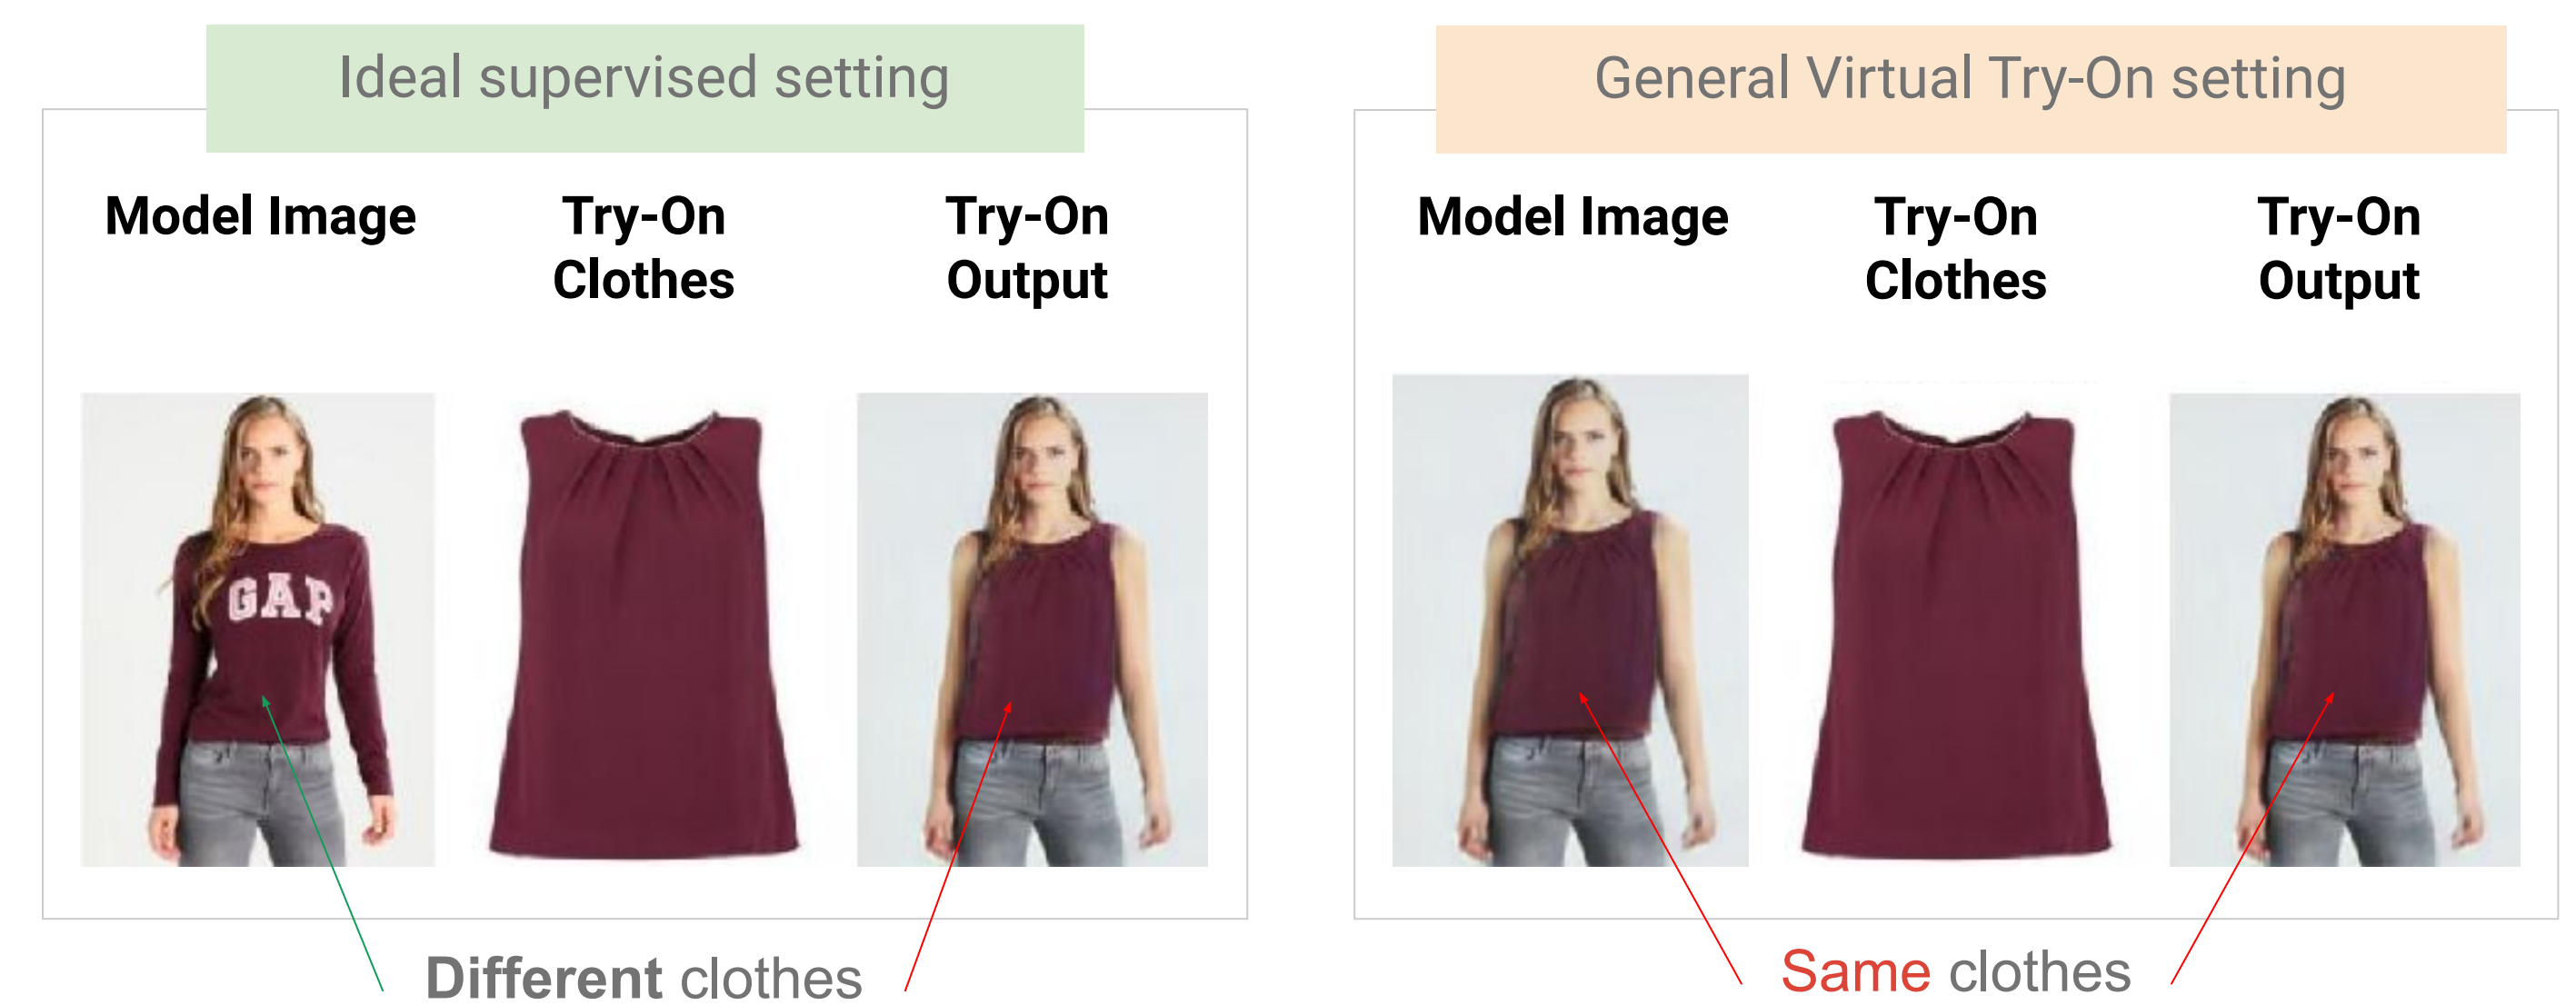 Ideal supervised setting
Model Image
Try-On
Clothes
Try-On
Output
GAP
Different clothes
General Virtual Try-On setting
Model Image
Try-On
Clothes
Try-On
Output
Same clothes